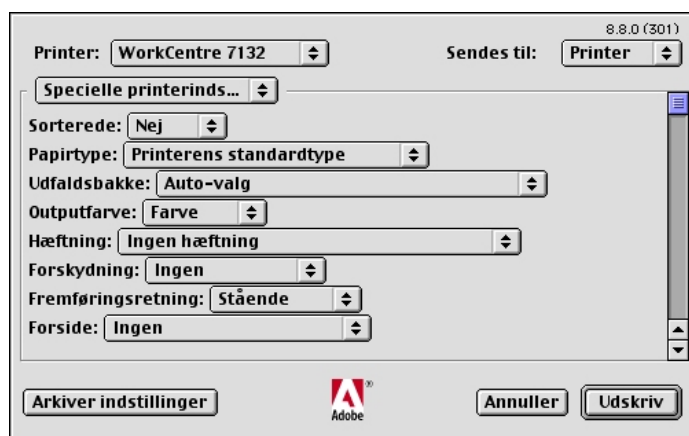 8.8.0 (301)
Printer: WorkCentre 7132 Sendes til: Printer
Specielle printerinds...
Sorterede: Nej
Papirtype: Printerens standardtype
Udfaldsbakke: Auto-valg
Outputfarve: Farve
Hæftning: Ingen hæftning
Forskydning: Ingen
Fremføringsretning: Stående
Forside: Ingen
Arkiver indstillinger Adobe® Annuller Udskriv